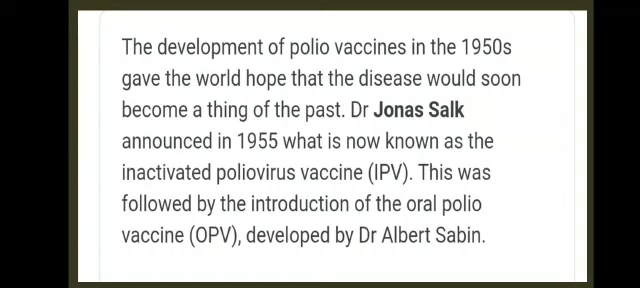 The development of polio vaccines in the 1950s
gave the world hope that the disease would soon
become a thing of the past. Dr Jonas Salk
announced in 1955 what is now known as the
inactivated poliovirus vaccine (IPV). This was
followed by the introduction of the oral polio
vaccine (OPV), developed by Dr Albert Sabin.